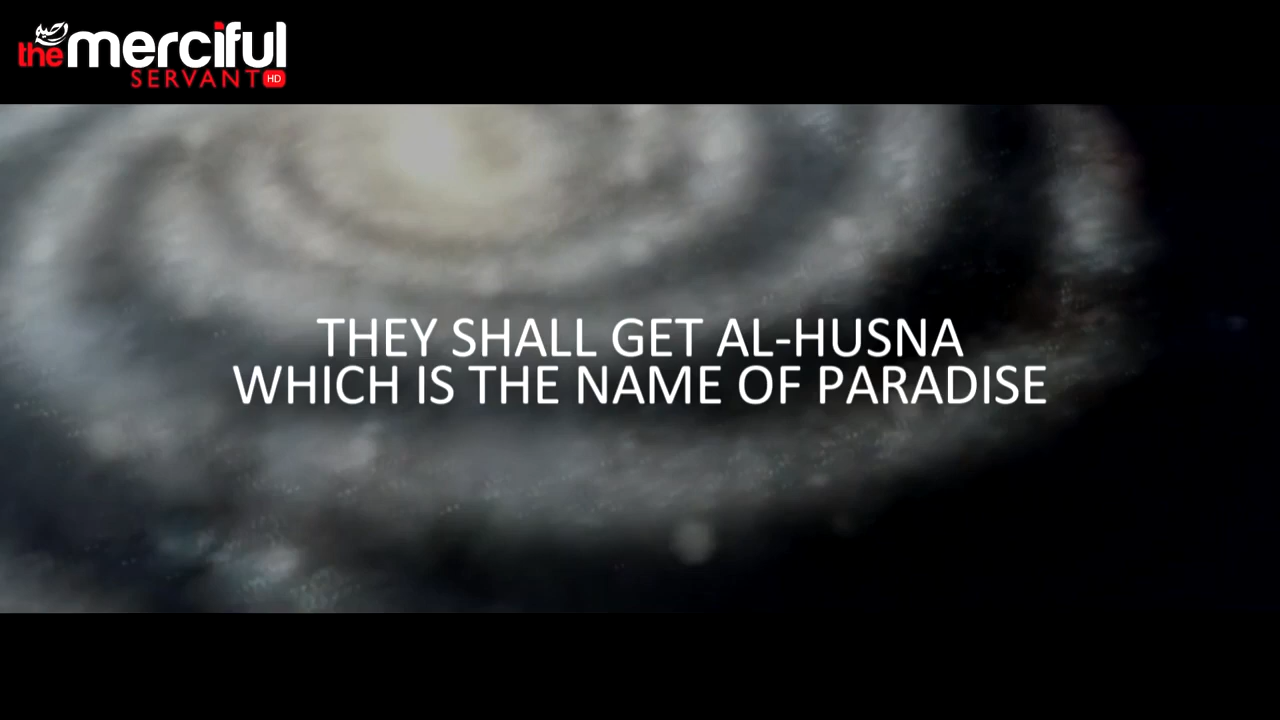 the merciful
SERVANT HD
THEY SHALL GET AL-HUSNA
WHICH IS THE NAME OF PARADISE